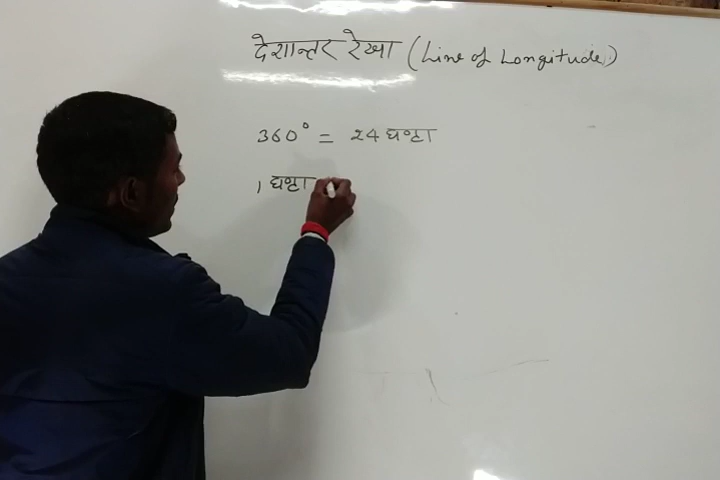 देशान्तर रेखा (Line of Longitude)
360° = 24 घण्टा
1 घण्टा